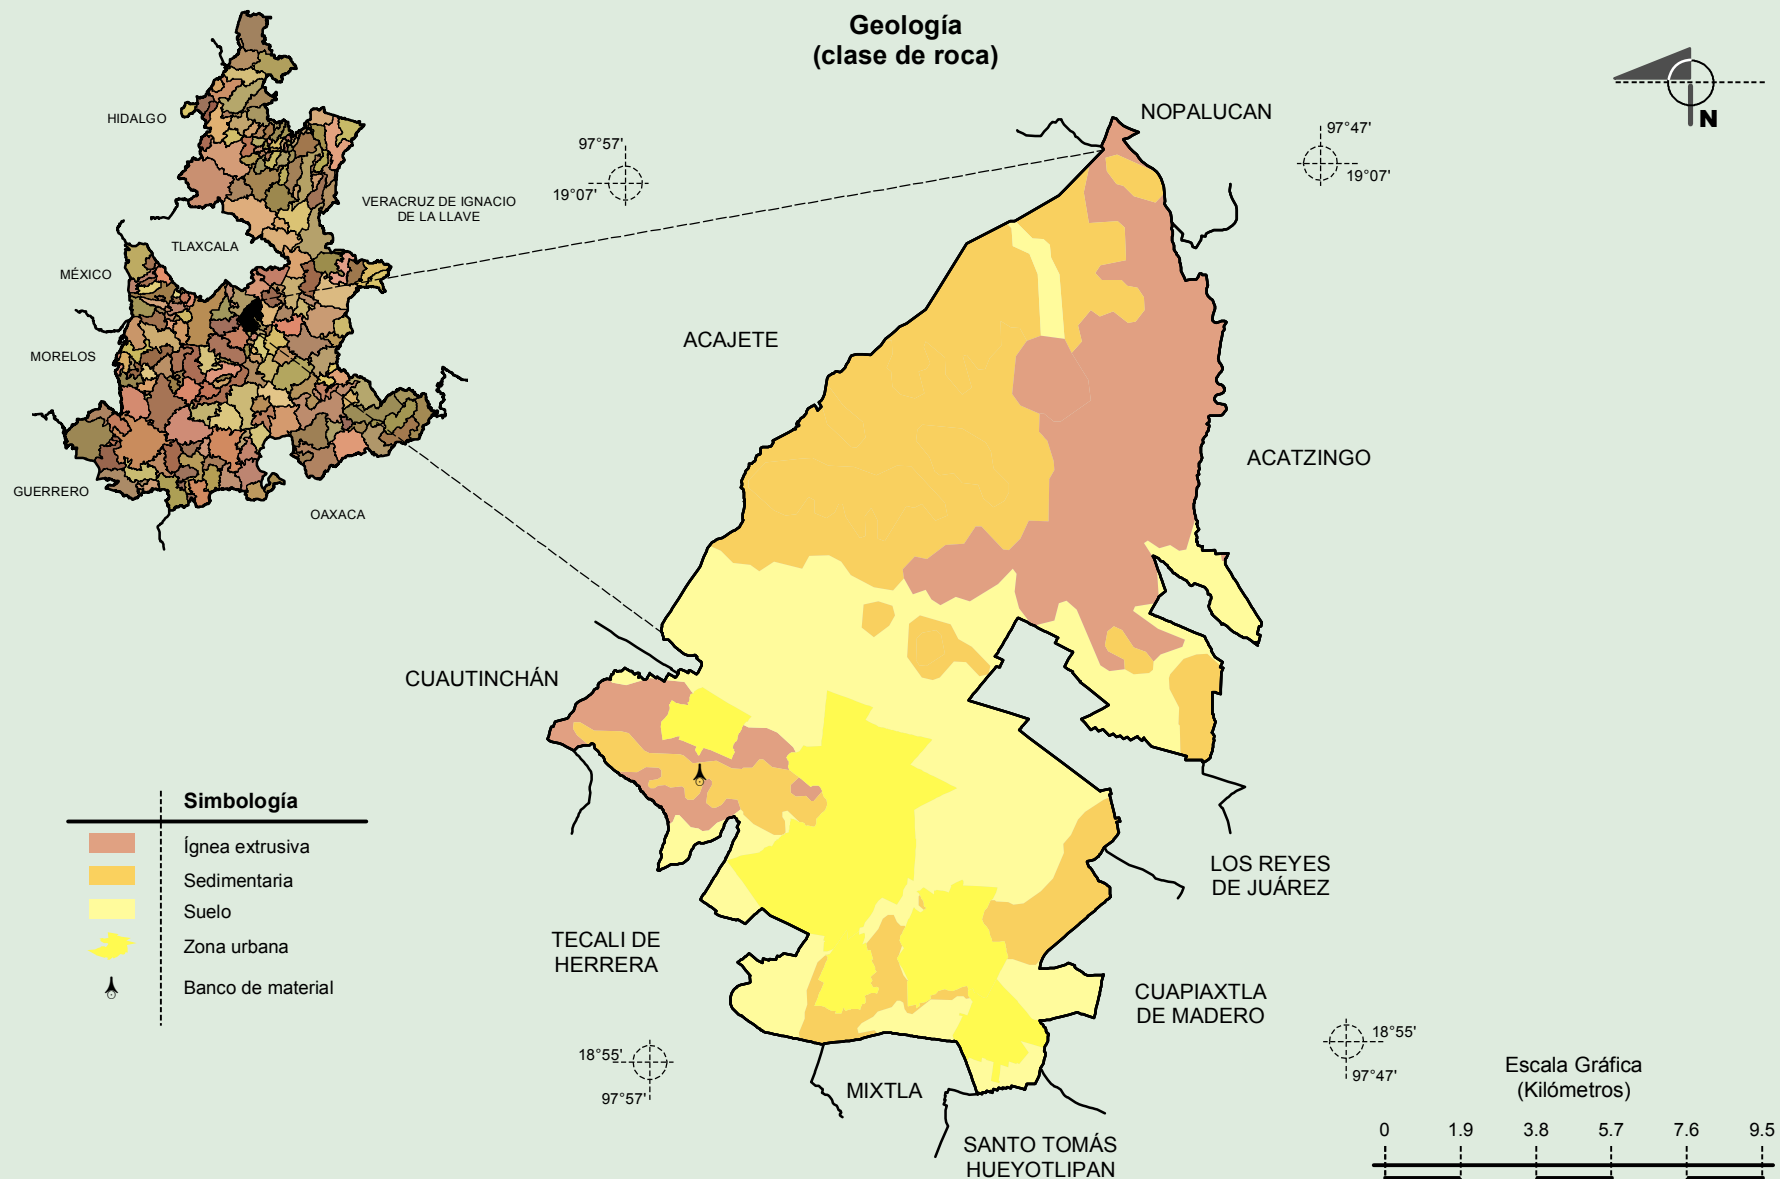 Geología
(clase de roca)
N
HIDALGO
VERACRUZ DE IGNACIO
DE LA LLAVE
TLAXCALA
MÉXICO
MORELOS
GUERRERO
OAXACA
97°57'
19°07'
97°47'
19°07'
NOPALUCAN
ACAJETE
ACATZINGO
CUAUTINCHÁN
LOS REYES
DE JUÁREZ
TECALI DE
HERRERA
CUAPIAXTLA
DE MADERO
MIXTLA
SANTO TOMÁS
HUEYOTLIPAN
18°55'
97°57'
18°55'
97°47'
Simbología
Ígnea extrusiva
Sedimentaria
Suelo
Zona urbana
Banco de material
Escala Gráfica
(Kilómetros)
0 1.9 3.8 5.7 7.6 9.5